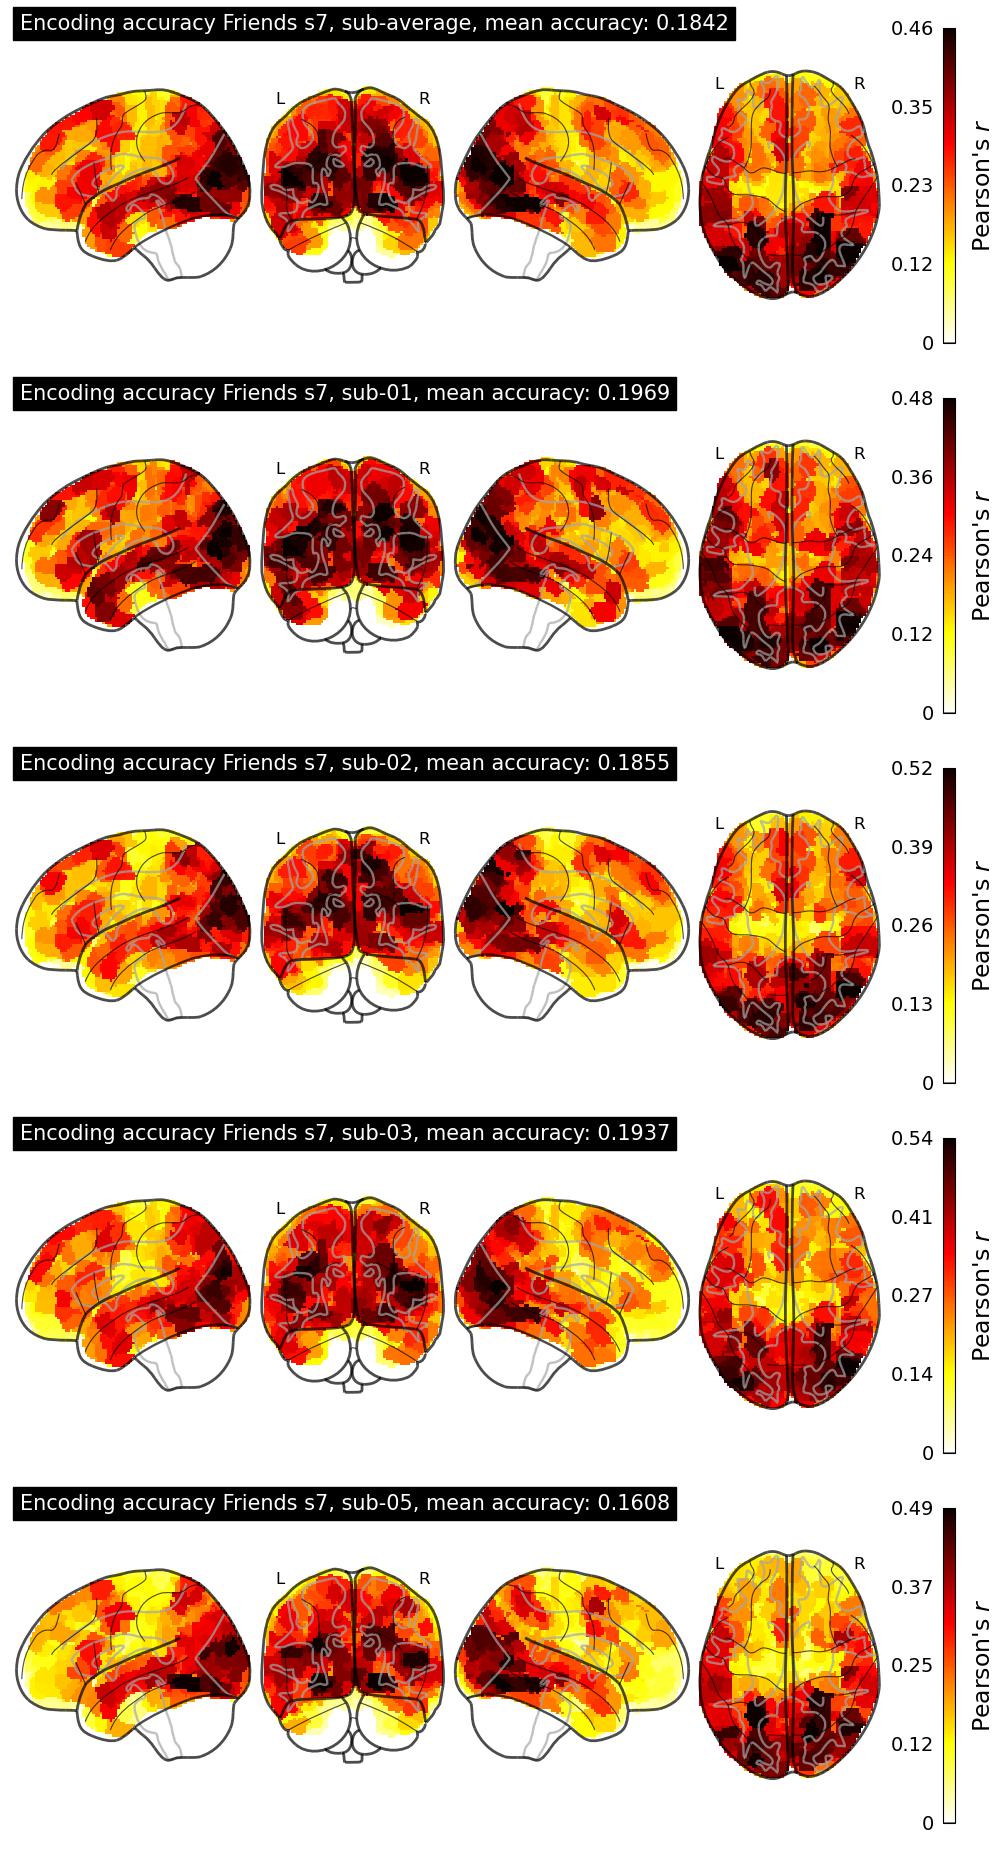 Encoding accuracy Friends s7, sub-average, mean accuracy: 0.1842
L R L R
0.46
0.35
0.23
0.12
0
Pearson's r
Encoding accuracy Friends s7, sub-01, mean accuracy: 0.1969
L R L R
0.48
0.36
0.24
0.12
0
Pearson's r
Encoding accuracy Friends s7, sub-02, mean accuracy: 0.1855
L R L R
0.52
0.39
0.26
0.13
0
Pearson's r
Encoding accuracy Friends s7, sub-03, mean accuracy: 0.1937
L R L R
0.54
0.41
0.27
0.14
0
Pearson's r
Encoding accuracy Friends s7, sub-05, mean accuracy: 0.1608
L R L R
0.49
0.37
0.25
0.12
0
Pearson's r